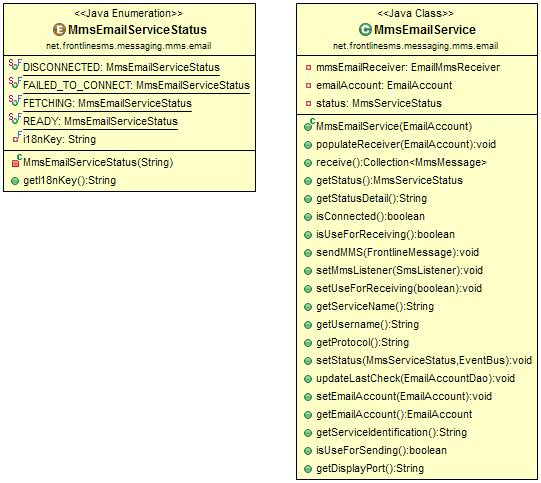 <<Java Enumeration>>
E MmsEmailServiceStatus
net.frontlinesms.messaging.mms.email
S F DISCONNECTED: MmsEmailServiceStatus
S F FAILED_TO_CONNECT: MmsEmailServiceStatus
S F FETCHING: MmsEmailServiceStatus
S F READY: MmsEmailServiceStatus
F i18nKey: String
C MmsEmailServiceStatus(String)
getI18nKey():String
<<Java Class>>
C MmsEmailService
net.frontlinesms.messaging.mms.email
mmsEmailReceiver: EmailMmsReceiver
emailAccount: EmailAccount
status: MmsServiceStatus
C MmsEmailService(EmailAccount)
populateReceiver(EmailAccount):void
receive():Collection<MmsMessage>
getStatus():MmsServiceStatus
getStatusDetail():String
isConnected():boolean
isUseForReceiving():boolean
sendMMS(FrontlineMessage):void
setMmsListener(SmsListener):void
setUseForReceiving(boolean):void
getServiceName():String
getUsername():String
getProtocol():String
setStatus(MmsServiceStatus,EventBus):void
updateLastCheck(EmailAccountDao):void
setEmailAccount(EmailAccount):void
getEmailAccount():EmailAccount
getServiceIdentification():String
isUseForSending():boolean
getDisplayPort():String